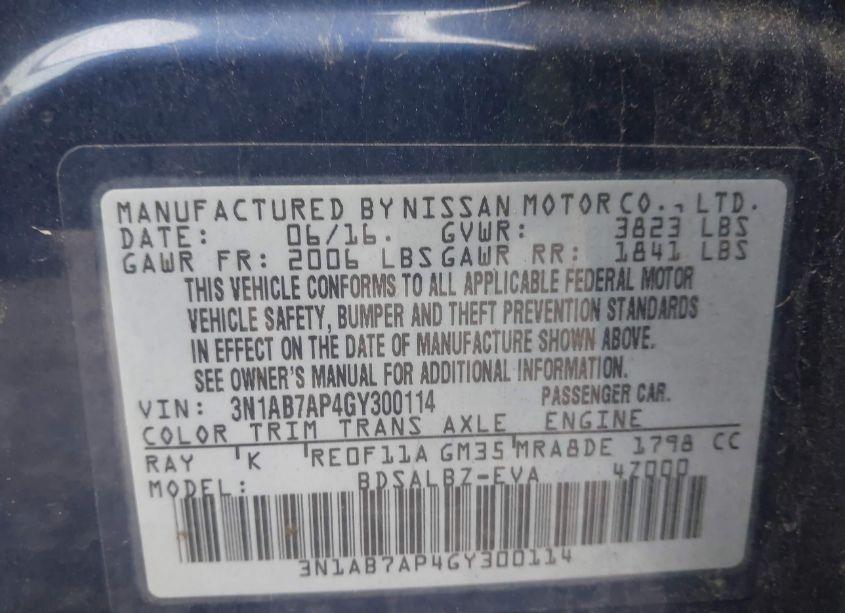 MANUFACTURED BY NISSAN MOTOR CO., LTD.
DATE: 06/16. GVWR: 3823 LBS
GAWR FR: 2006 LBS GAWR RR: 1841 LBS
THIS VEHICLE CONFORMS TO ALL APPLICABLE FEDERAL MOTOR
VEHICLE SAFETY, BUMPER AND THEFT PREVENTION STANDARDS
IN EFFECT ON THE DATE OF MANUFACTURE SHOWN ABOVE.
SEE OWNER'S MANUAL FOR ADDITIONAL INFORMATION.
VIN: 3N1AB7AP4GY300114 PASSENGER CAR.
COLOR TRIM TRANS AXLE ENGINE
RAY K RE0F11A GM35 MRA8DE 1798 CC
MODEL: BDSALBZ-EVA 4Z000
3N1AB7AP4GY300114